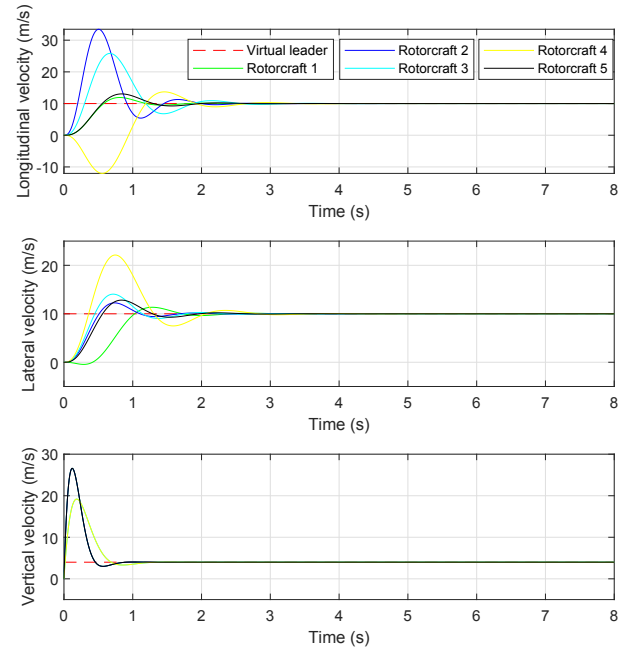 Longitudinal velocity (m/s)
30
20
10
0
-10
Virtual leader
Rotorcraft 1
Rotorcraft 2
Rotorcraft 3
Rotorcraft 4
Rotorcraft 5
0 1 2 3 4 5 6 7 8
Time (s)
Lateral velocity (m/s)
20
10
0
0 1 2 3 4 5 6 7 8
Time (s)
Vertical velocity (m/s)
30
20
10
0
0 1 2 3 4 5 6 7 8
Time (s)